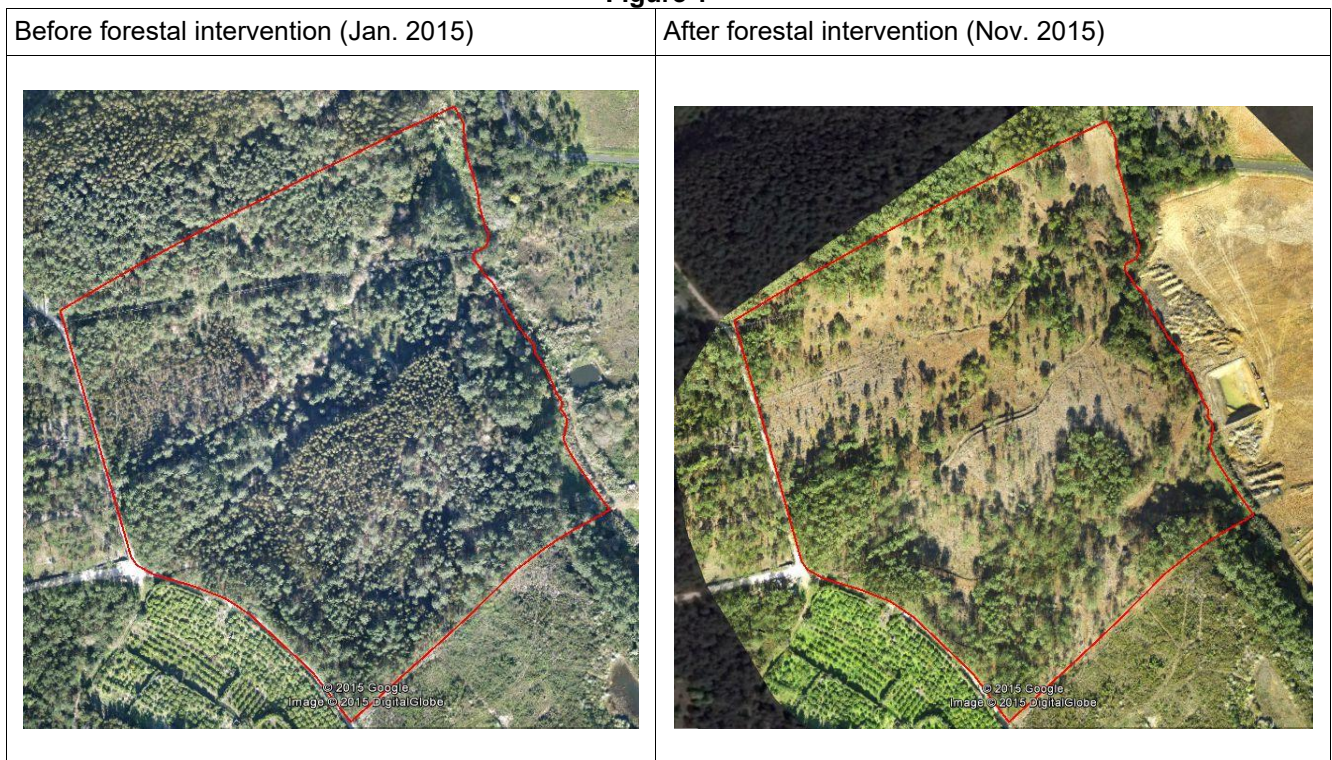 Before forestal intervention (Jan. 2015)
After forestal intervention (Nov. 2015)
© 2015 Google
Image © 2015 DigitalGlobe
© 2015 Google
Image © 2015 DigitalGlobe